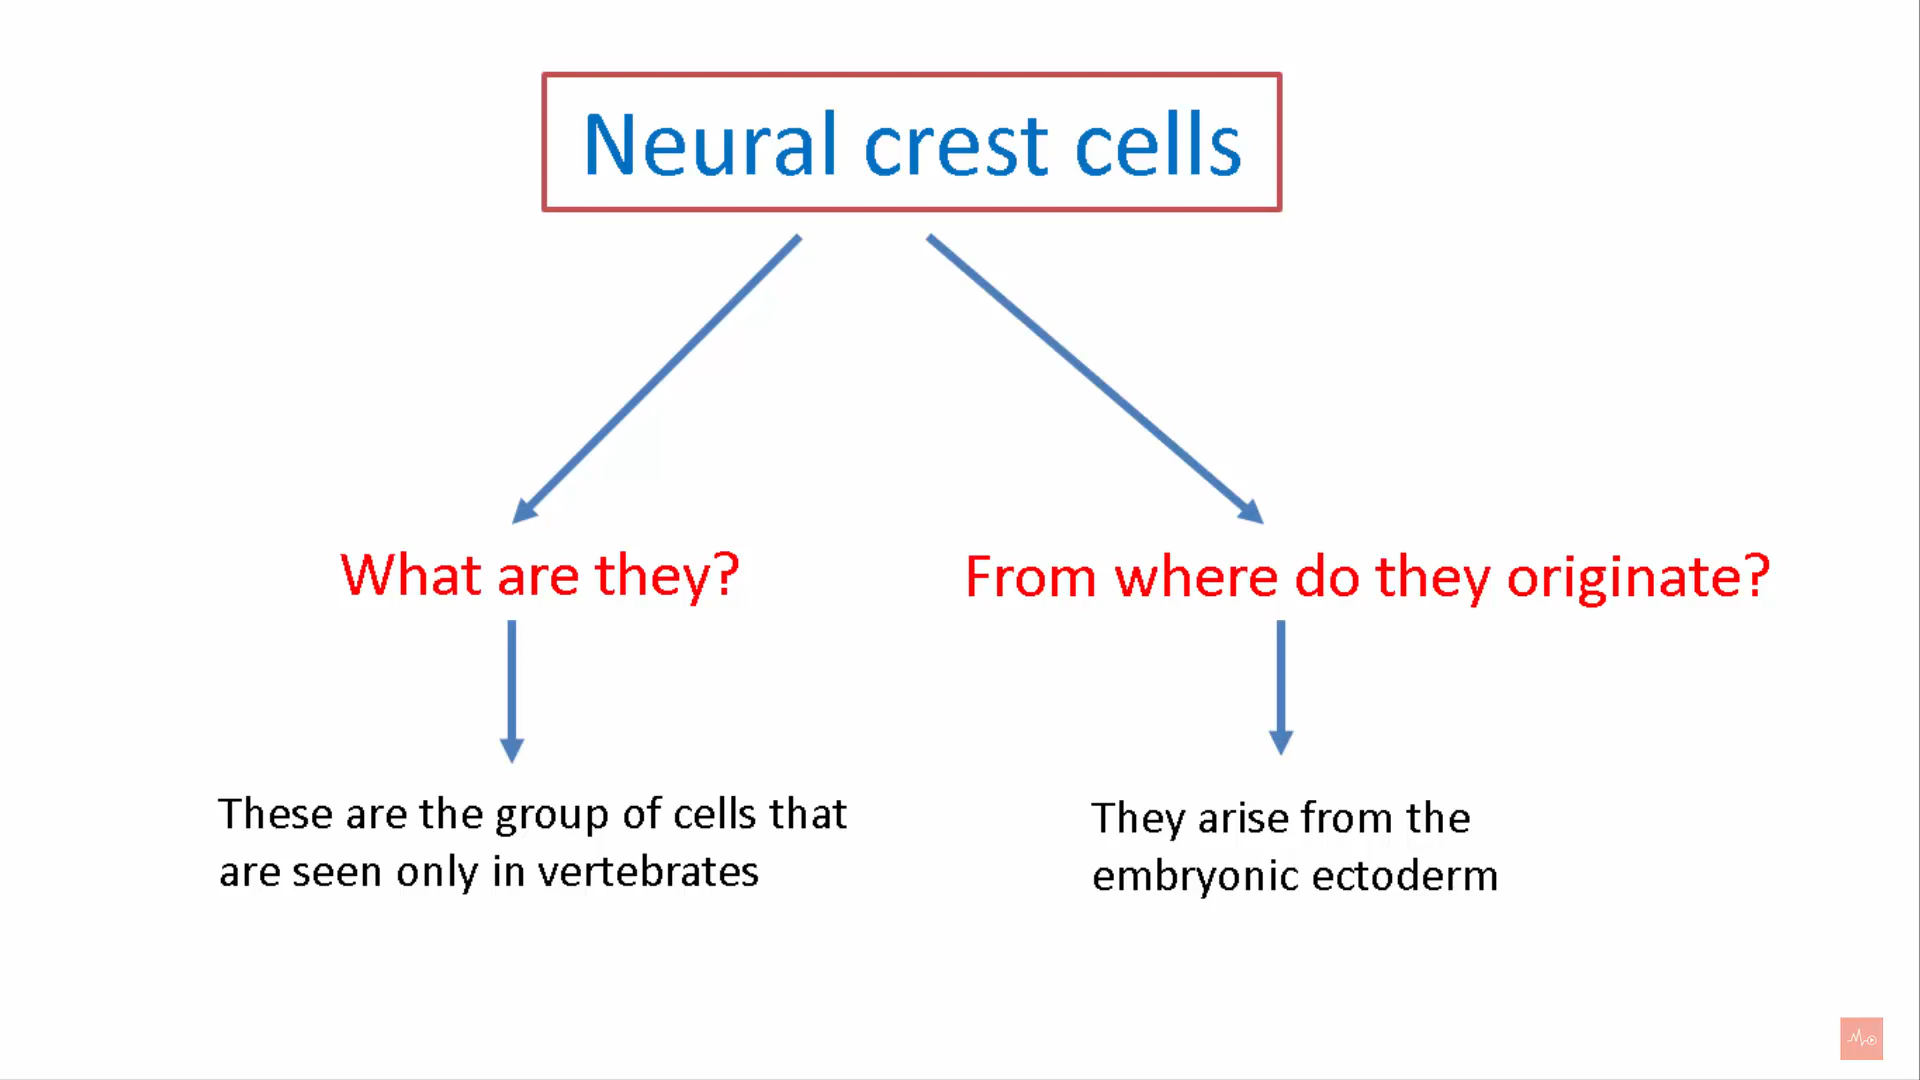 Neural crest cells
What are they?
From where do they originate?
These are the group of cells that
are seen only in vertebrates
They arise from the
embryonic ectoderm